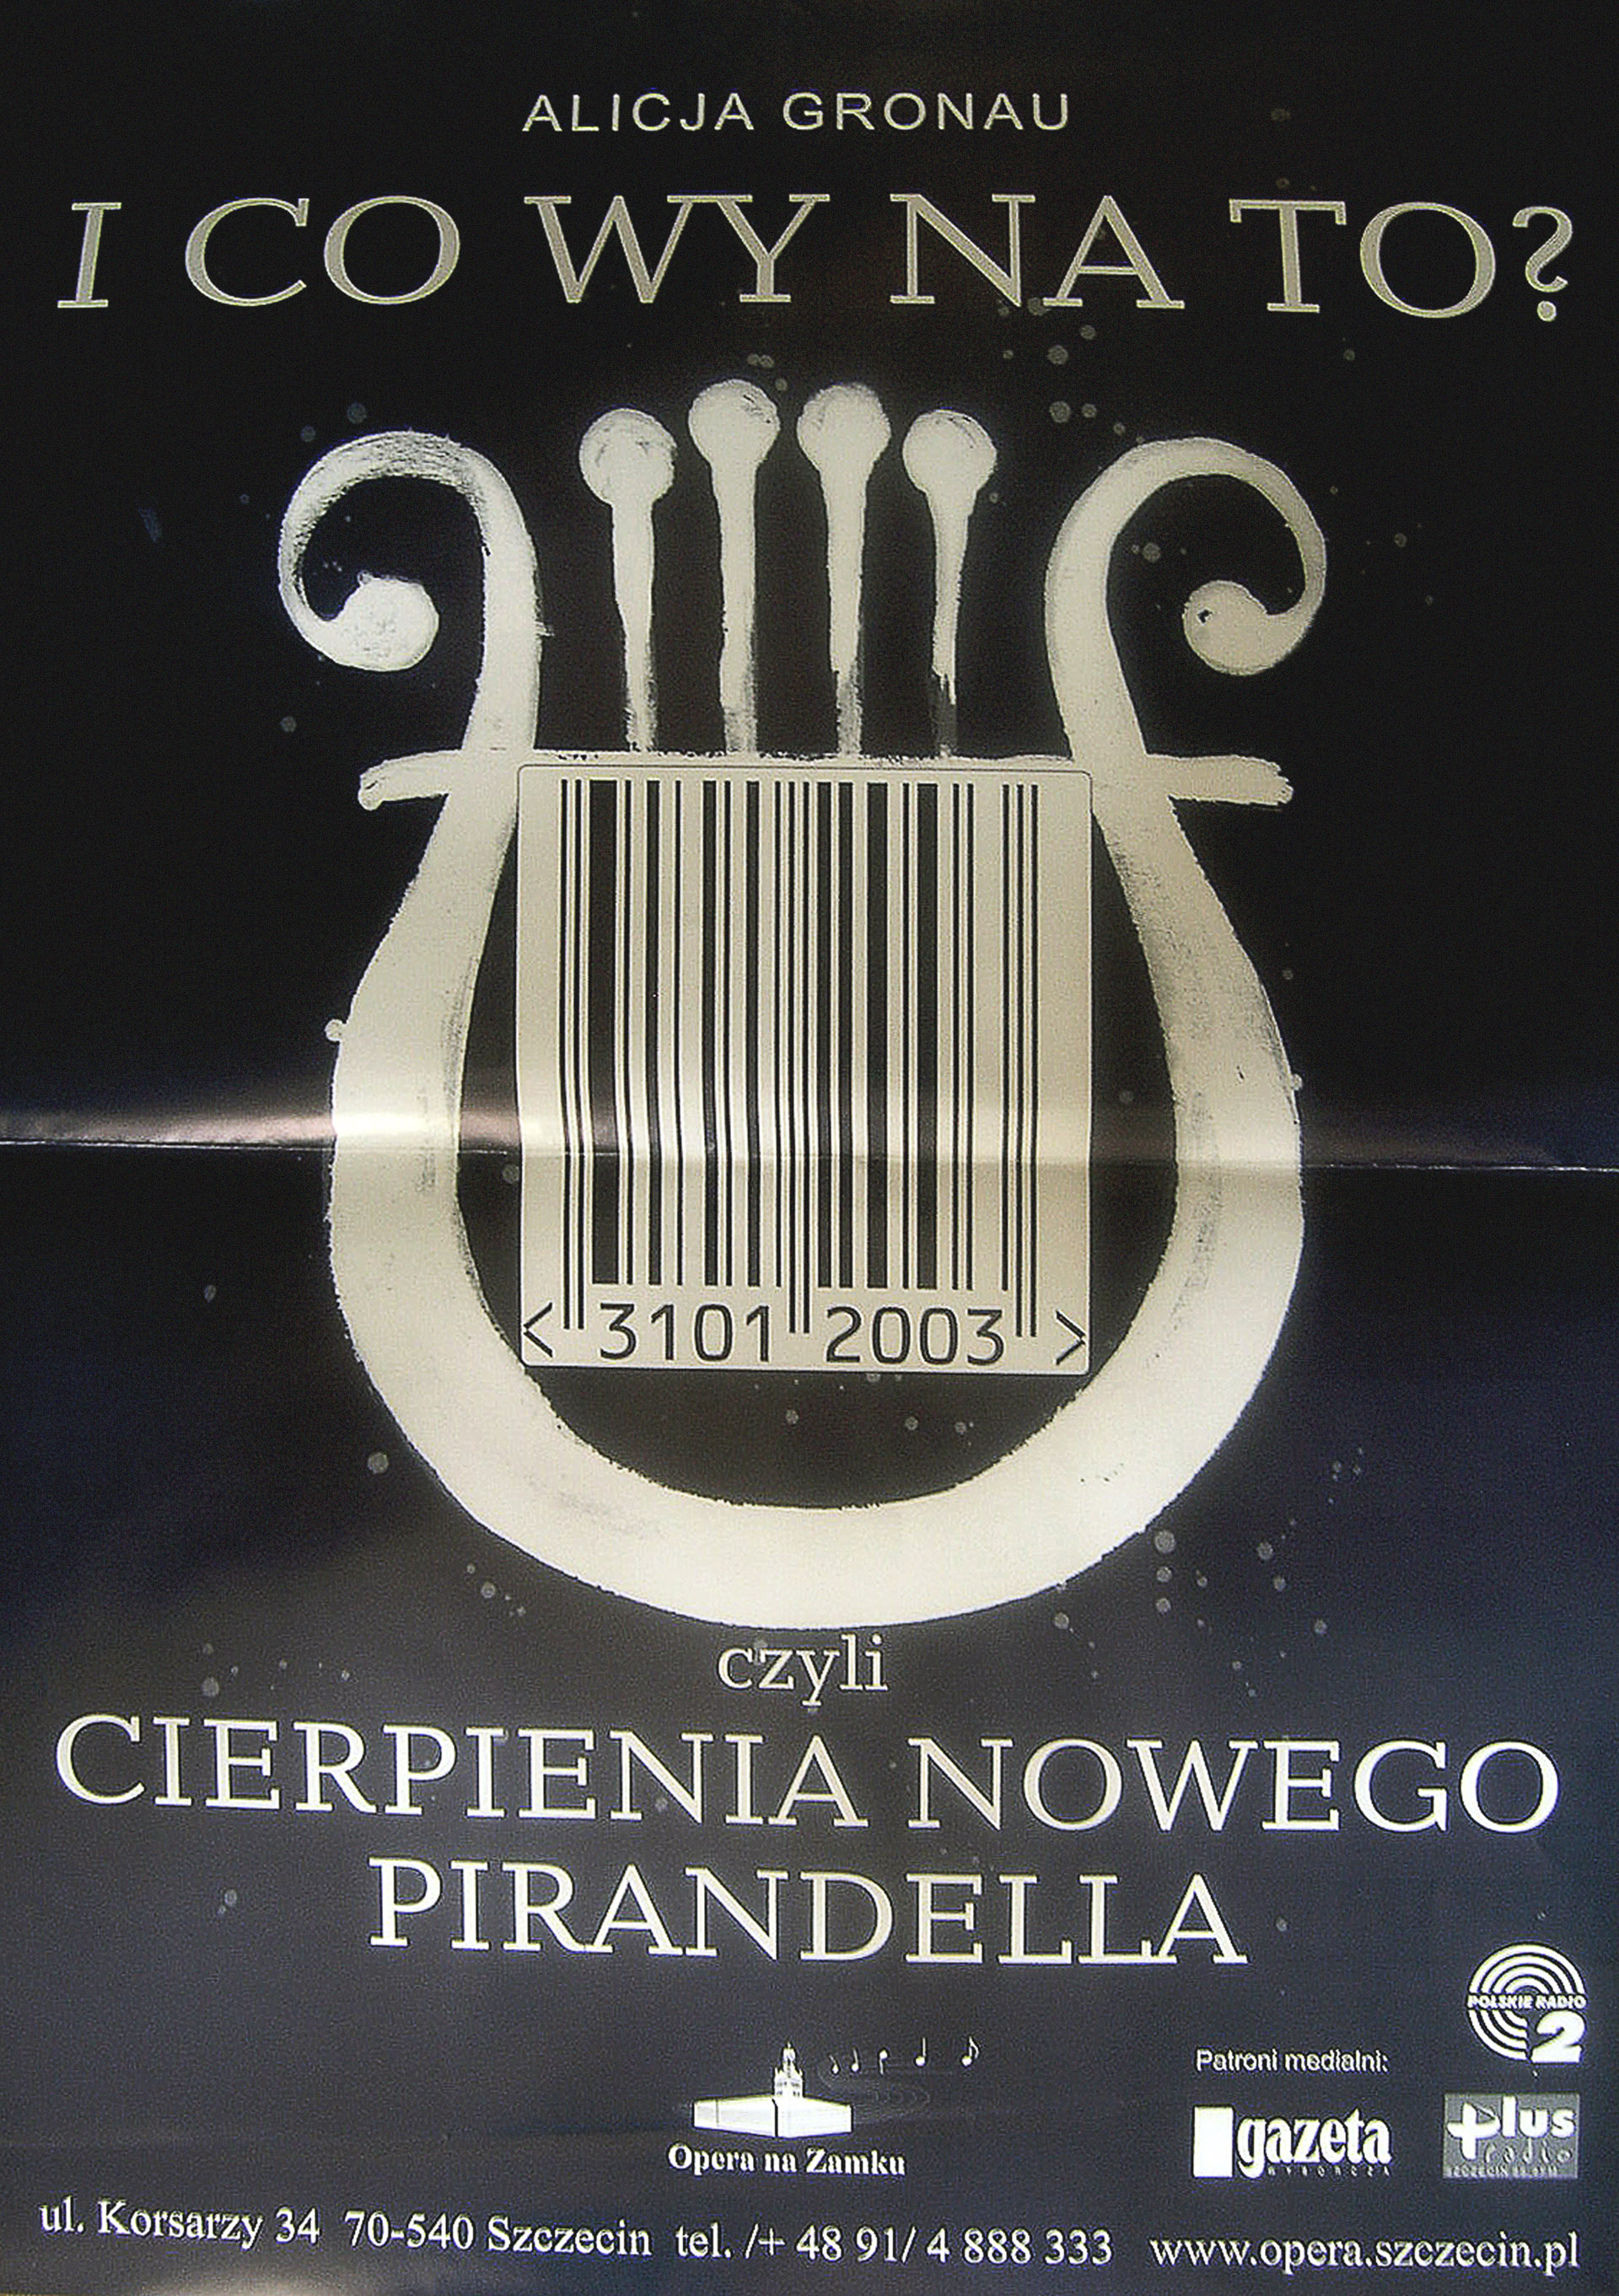 ALICJA GRONAU
I CO WY NA TO?
< 3101 2003 >
czyli
CIERPIENIA NOWEGO
PIRANDELLA
POLSKIE RADIO
2
Patroni medialni:
gazeta
WYBORCZA
plus
radio
Opera na Zamku
ul. Korsarzy 34 70-540 Szczecin tel. /+ 48 91/ 4 888 333 www.opera.szczecin.pl